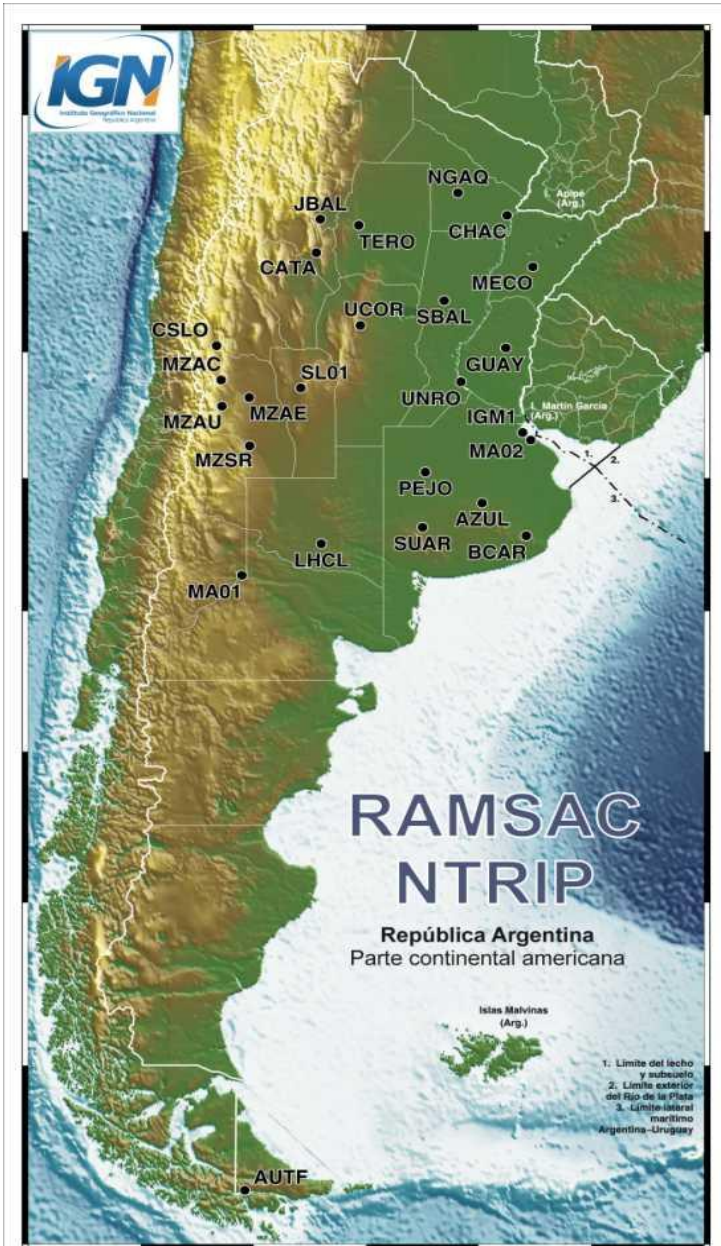 IGN
Instituto Geográfico Nacional
República Argentina
NGAQ
I. Apipé
(Arg.)
JBAL
CHAC
TERO
CATA
MECO
UCOR
SBAL
CSLO
GUAY
MZAC
SL01
UNRO
I. Martín García
(Arg.)
MZAU
MZAE
IGM1
MA02
MZSR
1.
2.
PEJO
3.
AZUL
SUAR
BCAR
LHCL
MA01
RAMSAC
NTRIP
República Argentina
Parte continental americana
Islas Malvinas
(Arg.)
1. Límite del lecho
y subsuelo
2. Límite exterior
del Río de la Plata
3. Límite lateral
marítimo
Argentina-Uruguay
AUTF